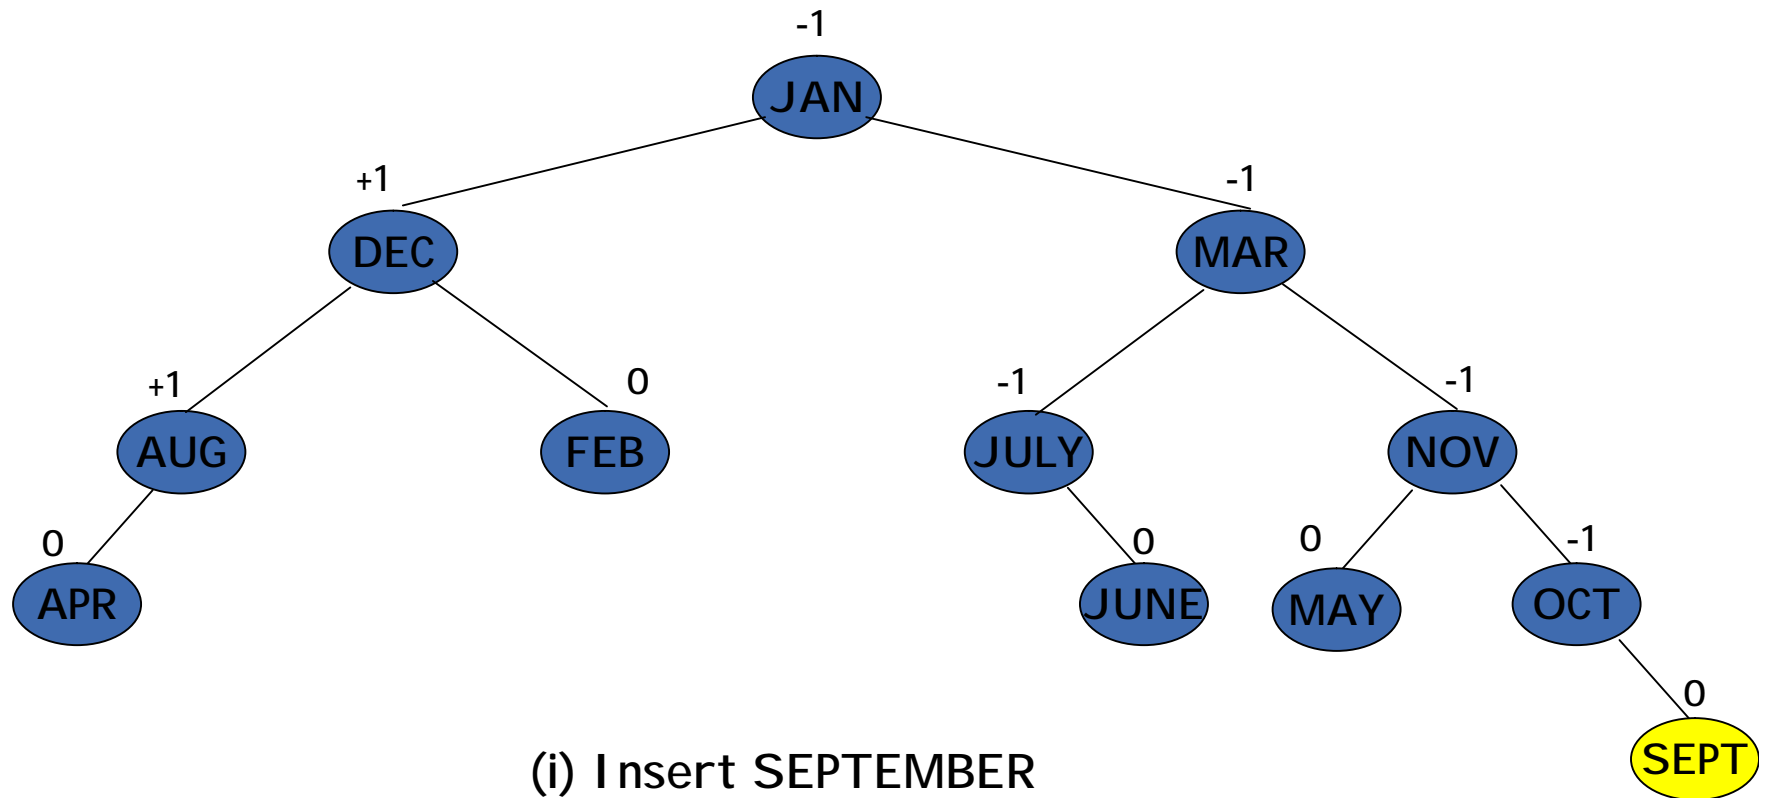 -1
JAN
+1 -1
DEC MAR
+1 0 -1 -1
AUG FEB JULY NOV
0 0 0 -1
APR JUNE MAY OCT
0
SEPT
(i) Insert SEPTEMBER